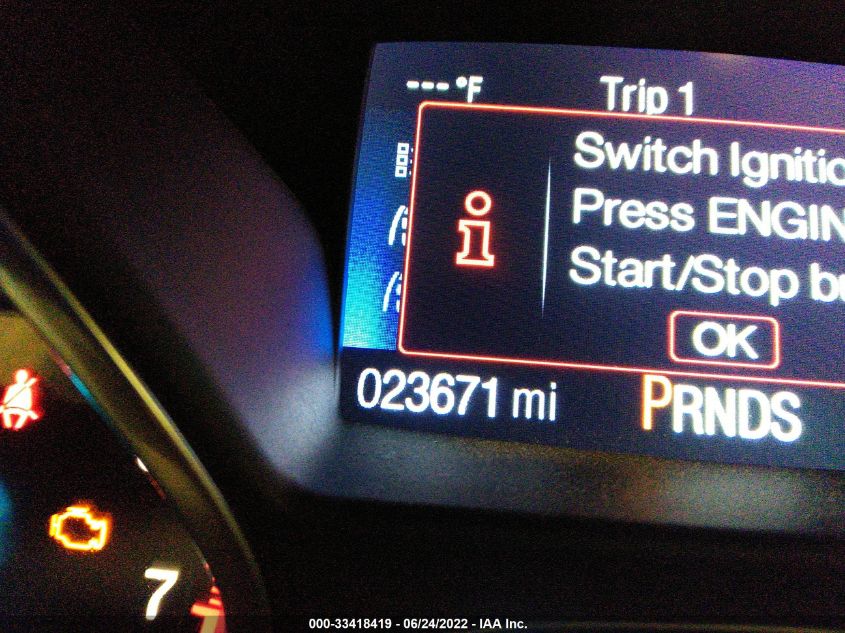 ---°F Trip 1
Switch Ignitio
Press ENGIN
Start/Stop bu
OK
023671 mi PRNDS
7
000-33418419 - 06/24/2022 - IAA Inc.